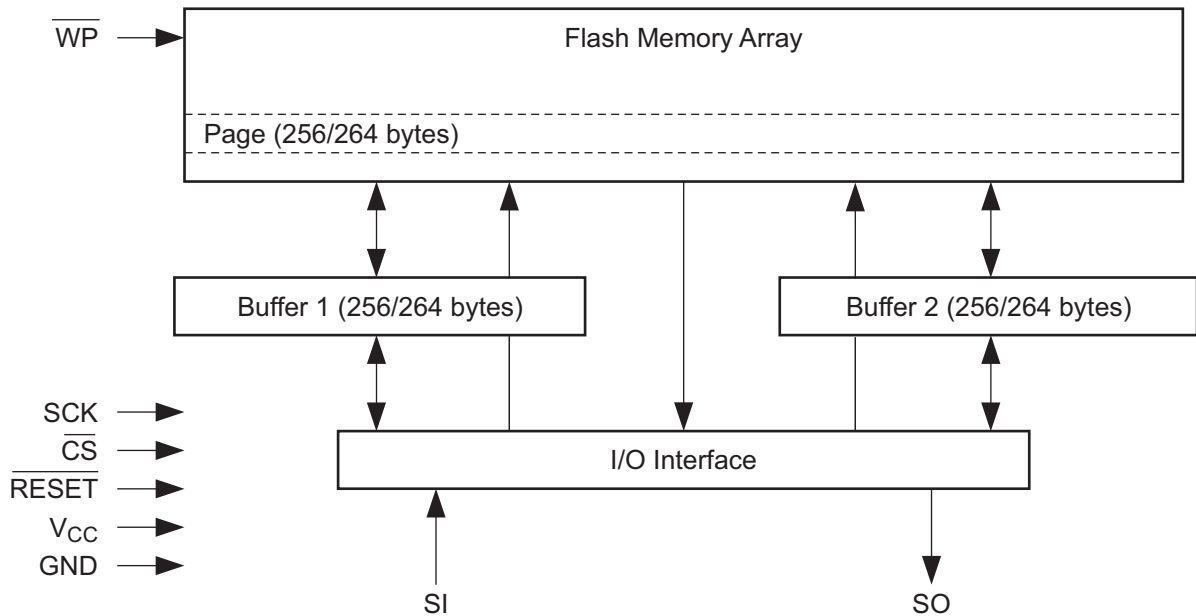 WP
Flash Memory Array
Page (256/264 bytes)
Buffer 1 (256/264 bytes)
Buffer 2 (256/264 bytes)
SCK
CS
RESET
VCC
GND
I/O Interface
SI
SO